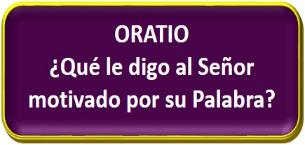 ORATIO
¿Qué le digo al Señor
motivado por su Palabra?